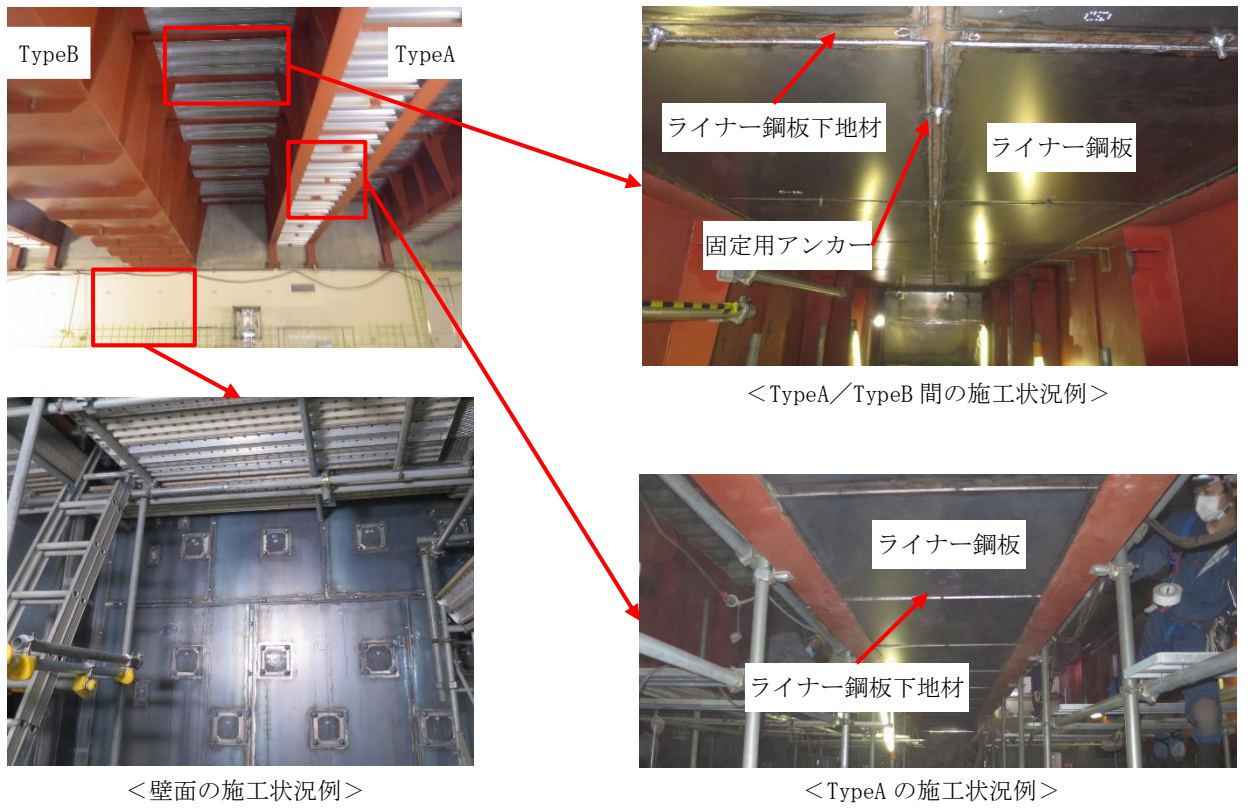 TypeB
TypeA
ライナー鋼板下地材
ライナー鋼板
固定用アンカー
＜TypeA／TypeB 間の施工状況例＞
ライナー鋼板
ライナー鋼板下地材
＜壁面の施工状況例＞
＜TypeA の施工状況例＞